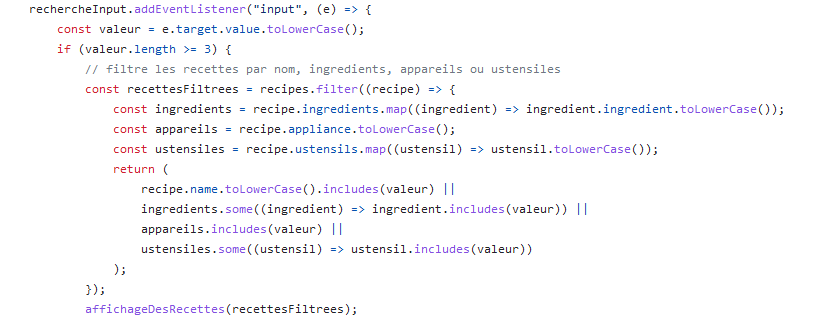 rechercheInput.addEventListener("input", (e) => {
const valeur = e.target.value.toLowerCase();
if (valeur.length >= 3) {
// filtre les recettes par nom, ingredients, appareils ou ustensiles
const recettesFiltrees = recipes.filter((recipe) => {
const ingredients = recipe.ingredients.map((ingredient) => ingredient.ingredient.toLowerCase());
const appareils = recipe.appliance.toLowerCase();
const ustensiles = recipe.ustensils.map((ustensil) => ustensil.toLowerCase());
return (
recipe.name.toLowerCase().includes(valeur) ||
ingredients.some((ingredient) => ingredient.includes(valeur)) ||
appareils.includes(valeur) ||
ustensiles.some((ustensil) => ustensil.includes(valeur))
);
});
affichageDesRecettes(recettesFiltrees);